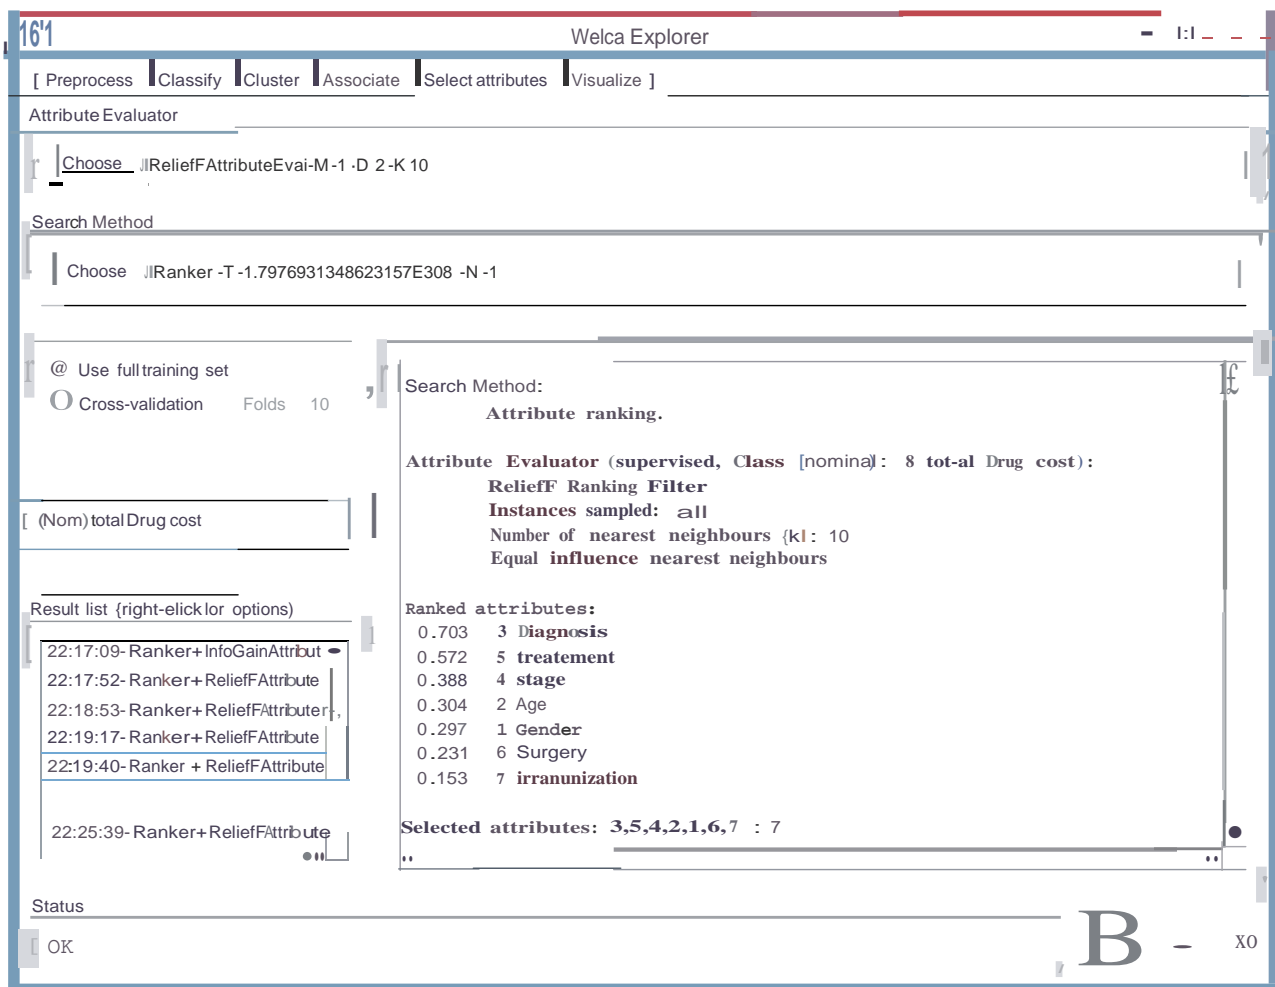 16'1 Welca Explorer
[ Preprocess Classify Cluster Associate Select attributes Visualize ]
Attribute Evaluator
Choose ReliefFAttributeEvai-M -1 ·D 2 -K 10
Search Method
Choose Ranker -T -1.7976931348623157E308 -N -1
@ Use full training set
O Cross-validation Folds 10
[ (Nom) total Drug cost
Result list {right-elick lor options)
22:17:09- Ranker+ InfoGainAttribut
22:17:52- Ranker+ ReliefFAttribute
22:18:53- Ranker+ ReliefFAttributer-,
22:19:17- Ranker+ ReliefFAttribute
22:19:40- Ranker + ReliefFAttribute
22:25:39- Ranker+ ReliefFAttribute
Search Method:
Attribute ranking.
Attribute Evaluator (supervised, Class [nominal): 8 tot-al Drug cost):
ReliefF Ranking Filter
Instances sampled: all
Number of nearest neighbours {kl: 10
Equal influence nearest neighbours
Ranked attributes:
0.703 3 Diagnosis
0.572 5 treatement
0.388 4 stage
0.304 2 Age
0.297 1 Gender
0.231 6 Surgery
0.153 7 irranunization
Selected attributes: 3,5,4,2,1,6,7 : 7
Status
[ OK
B - XO